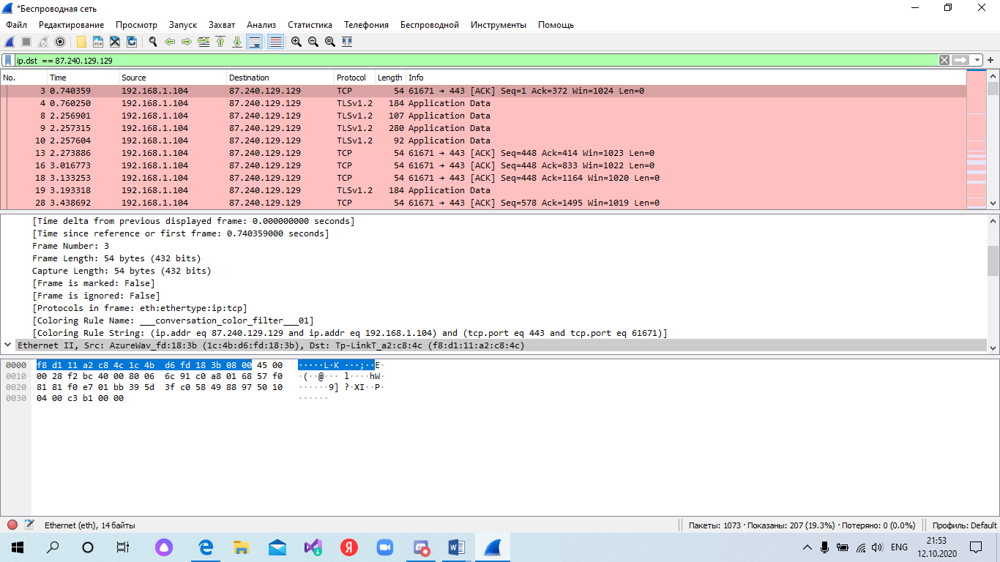 *Беспроводная сеть
Файл Редактирование Просмотр Запуск Захват Анализ Статистика Телефония Беспроводной Инструменты Помощь
ip.dst == 87.240.129.129
No. Time Source Destination Protocol Length Info
3 0.740359 192.168.1.104 87.240.129.129 TCP 54 61671 → 443 [ACK] Seq=1 Ack=372 Win=1024 Len=0
4 0.760250 192.168.1.104 87.240.129.129 TLSv1.2 184 Application Data
8 2.256901 192.168.1.104 87.240.129.129 TLSv1.2 107 Application Data
9 2.257315 192.168.1.104 87.240.129.129 TLSv1.2 280 Application Data
10 2.257604 192.168.1.104 87.240.129.129 TLSv1.2 92 Application Data
13 2.273886 192.168.1.104 87.240.129.129 TCP 54 61671 → 443 [ACK] Seq=448 Ack=414 Win=1023 Len=0
16 3.016773 192.168.1.104 87.240.129.129 TCP 54 61671 → 443 [ACK] Seq=448 Ack=833 Win=1022 Len=0
18 3.133253 192.168.1.104 87.240.129.129 TCP 54 61671 → 443 [ACK] Seq=448 Ack=1164 Win=1020 Len=0
19 3.193318 192.168.1.104 87.240.129.129 TLSv1.2 184 Application Data
28 3.438692 192.168.1.104 87.240.129.129 TCP 54 61671 → 443 [ACK] Seq=578 Ack=1495 Win=1019 Len=0
[Time delta from previous displayed frame: 0.000000000 seconds]
[Time since reference or first frame: 0.740359000 seconds]
Frame Number: 3
Frame Length: 54 bytes (432 bits)
Capture Length: 54 bytes (432 bits)
[Frame is marked: False]
[Frame is ignored: False]
[Protocols in frame: eth:ethertype:ip:tcp]
[Coloring Rule Name: ___conversation_color_filter___01]
[Coloring Rule String: (ip.addr eq 87.240.129.129 and ip.addr eq 192.168.1.104) and (tcp.port eq 443 and tcp.port eq 61671)]
Ethernet II, Src: AzureWav_fd:18:3b (1c:4b:d6:fd:18:3b), Dst: Tp-LinkT_a2:c8:4c (f8:d1:11:a2:c8:4c)
0000 f8 d1 11 a2 c8 4c 1c 4b d6 fd 18 3b 08 00 45 00 ·····L·K ···;··E·
0010 00 28 f2 bc 40 00 80 06 6c 91 c0 a8 01 68 57 f0 ·(··@··· l····hW·
0020 81 81 f0 e7 01 bb 39 5d 3f c0 58 49 88 97 50 10 ······9] ?·XI··P·
0030 04 00 c3 b1 00 00 ······
Ethernet (eth), 14 байты Пакеты: 1073 · Показаны: 207 (19.3%) · Потеряно: 0 (0.0%) Профиль: Default
Я ENG 21:53
12.10.2020